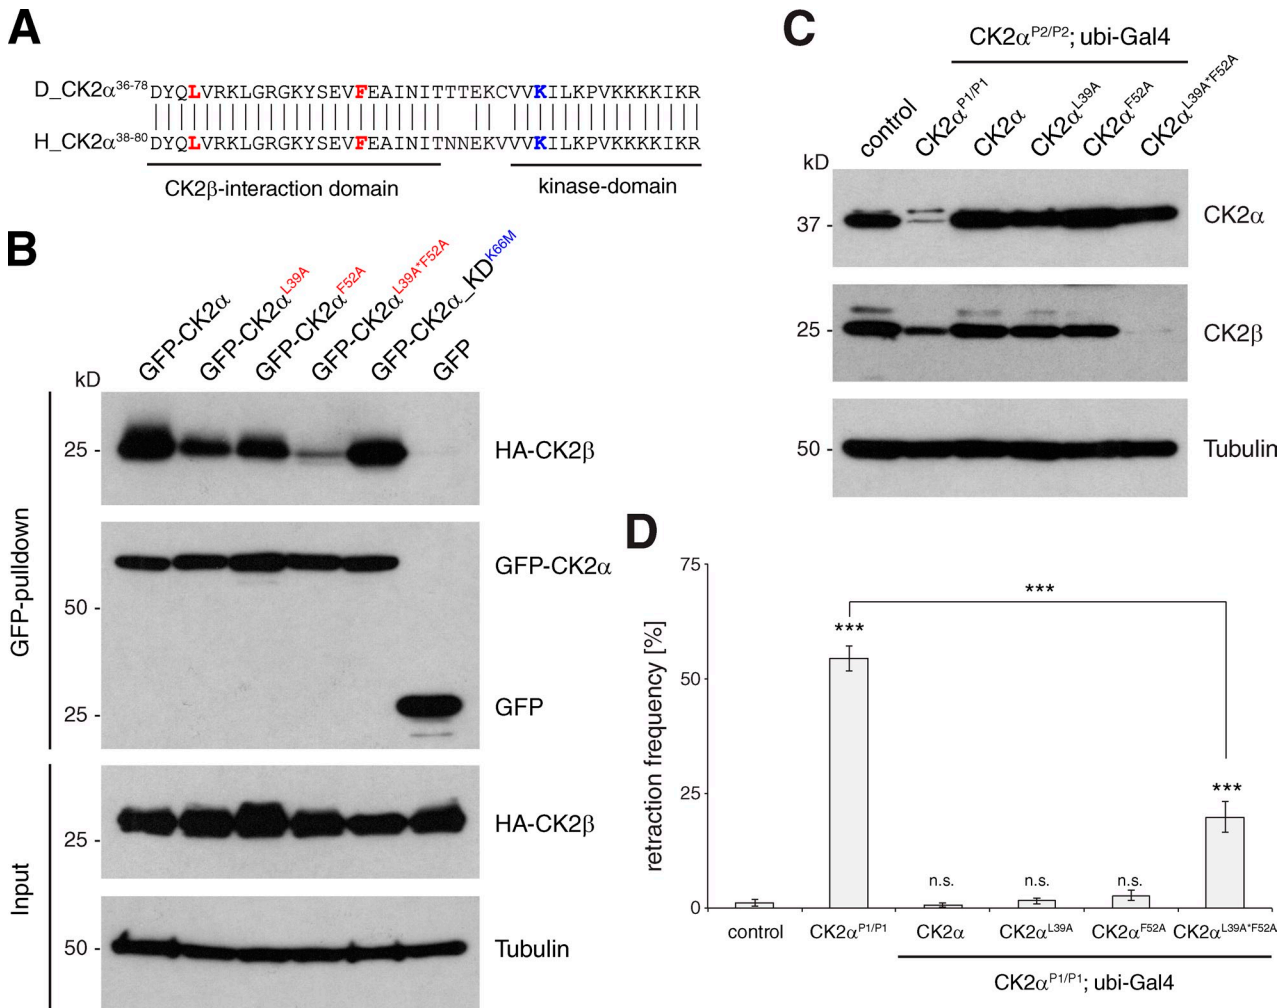 A
D_CK2α36-78 DYQLVRKLGRGKYSEVFEAINITTTEKCVVKILKPVKKKKIKR
H_CK2α38-80 DYQLVRKLGRGKYSEVFEAINITNNEKVVVKILKPVKKKKIKR
CK2β-interaction domain kinase-domain
B
GFP-CK2α
GFP-CK2αL39A
GFP-CK2αF52A
GFP-CK2αL39A*F52A
GFP-CK2α_KDK66M
GFP
kD
25 - HA-CK2β
GFP-CK2α
50 -
25 - GFP
GFP-pulldown
25 - HA-CK2β
50 - Tubulin
Input
C
CK2αP2/P2; ubi-Gal4
control
CK2αP1/P1
CK2α
CK2αL39A
CK2αF52A
CK2αL39A*F52A
kD
37 - CK2α
25 - CK2β
50 - Tubulin
D
retraction frequency [%]
75
50
25
0
***
***
n.s.
n.s.
n.s.
***
control CK2αP1/P1 CK2α CK2αL39A CK2αF52A CK2αL39A*F52A
CK2αP1/P1; ubi-Gal4